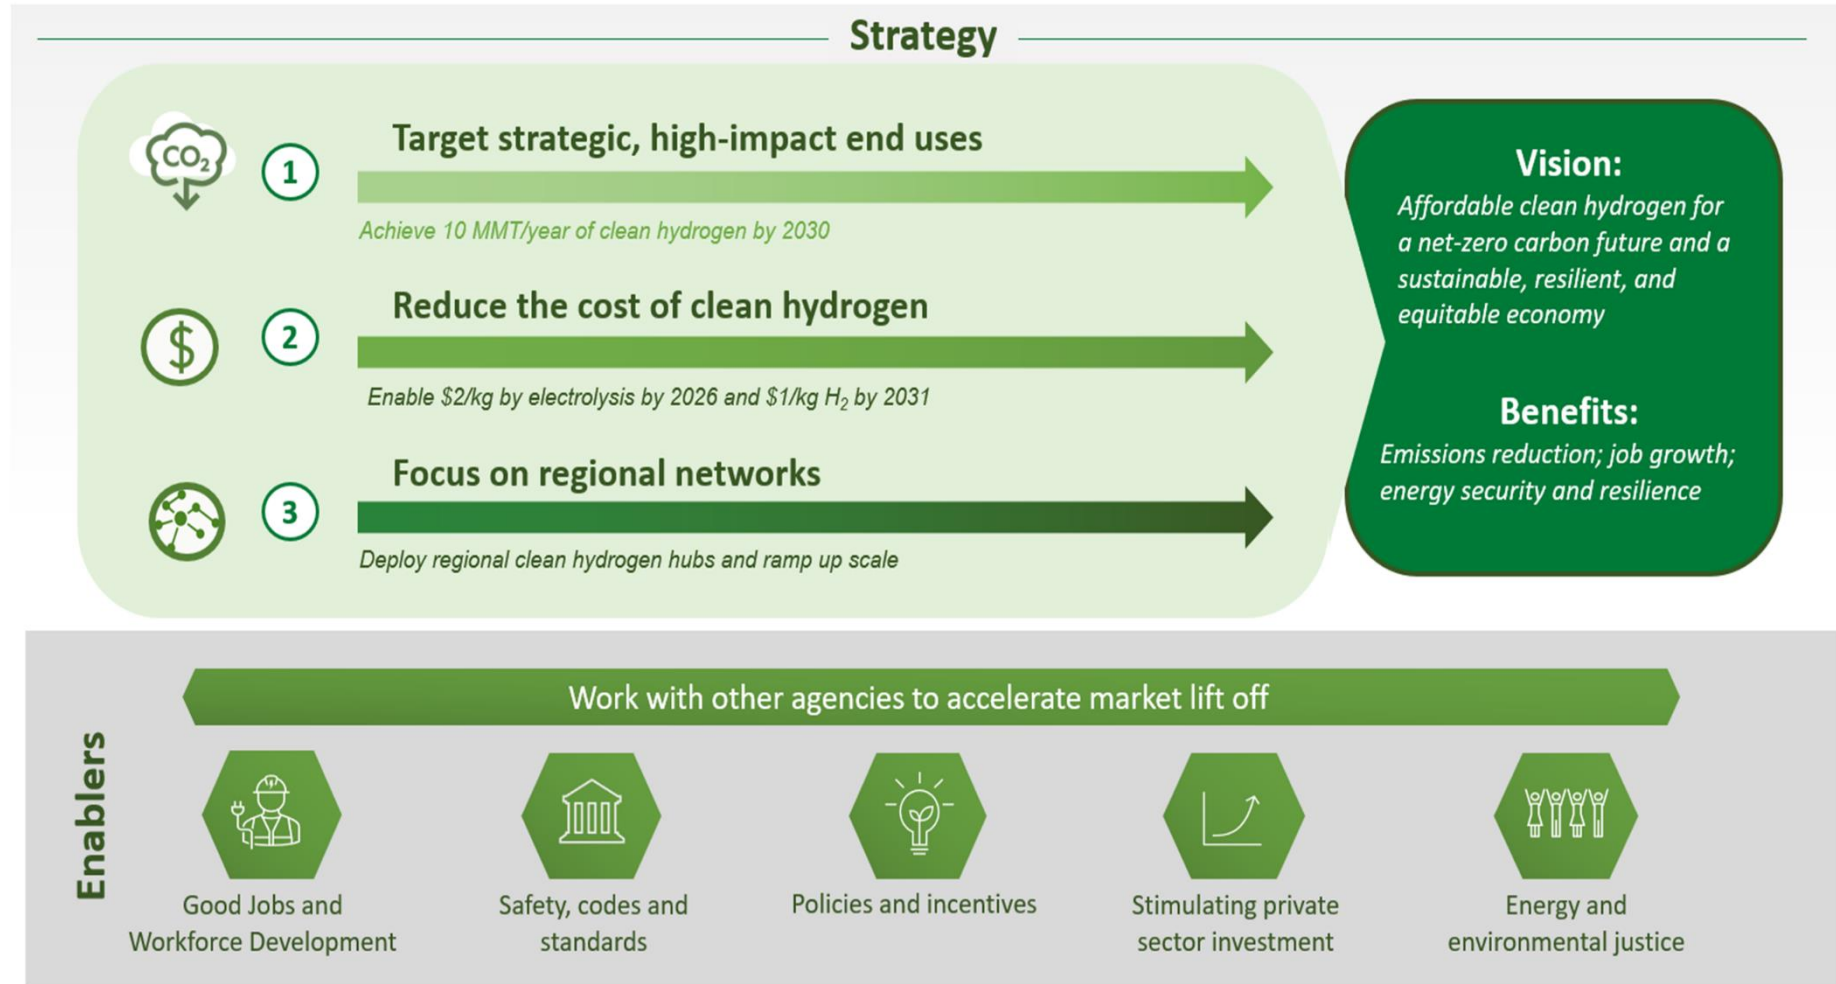 Strategy
CO₂
1
Target strategic, high-impact end uses
Achieve 10 MMT/year of clean hydrogen by 2030
$
2
Reduce the cost of clean hydrogen
Enable $2/kg by electrolysis by 2026 and $1/kg H₂ by 2031
3
Focus on regional networks
Deploy regional clean hydrogen hubs and ramp up scale
Vision:
Affordable clean hydrogen for
a net-zero carbon future and a
sustainable, resilient, and
equitable economy
Benefits:
Emissions reduction; job growth;
energy security and resilience
Enablers
Work with other agencies to accelerate market lift off
Good Jobs and
Workforce Development
Safety, codes and
standards
Policies and incentives
Stimulating private
sector investment
Energy and
environmental justice